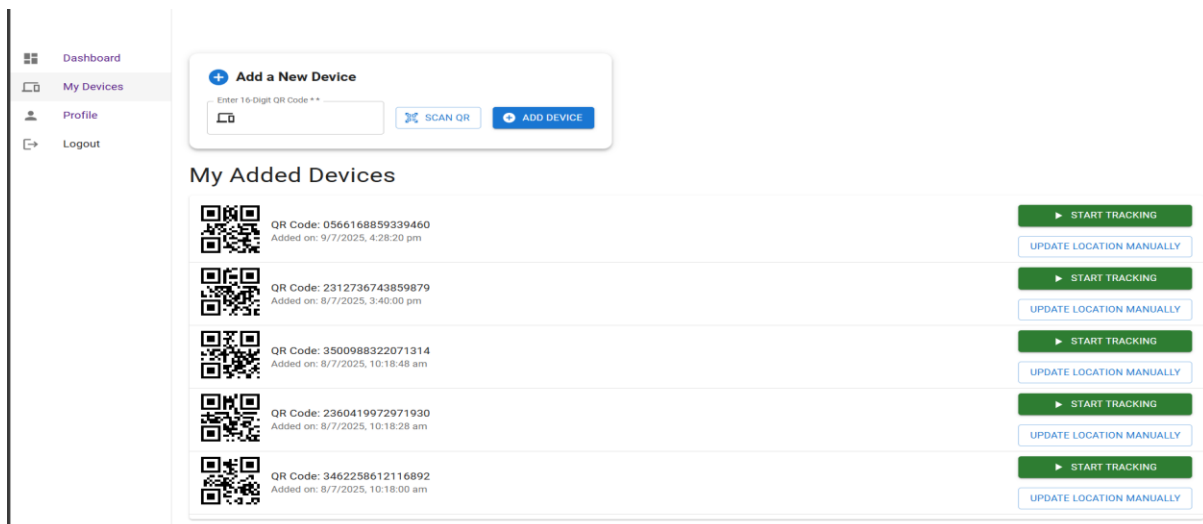 Dashboard
My Devices
Profile
Logout
Add a New Device
Enter 16-Digit QR Code * *
SCAN QR
ADD DEVICE
My Added Devices
QR Code: 0566168859339460
Added on: 9/7/2025, 4:28:20 pm
START TRACKING
UPDATE LOCATION MANUALLY
QR Code: 2312736743859879
Added on: 8/7/2025, 3:40:00 pm
START TRACKING
UPDATE LOCATION MANUALLY
QR Code: 3500988322071314
Added on: 8/7/2025, 10:18:48 am
START TRACKING
UPDATE LOCATION MANUALLY
QR Code: 2360419972971930
Added on: 8/7/2025, 10:18:28 am
START TRACKING
UPDATE LOCATION MANUALLY
QR Code: 3462258612116892
Added on: 8/7/2025, 10:18:00 am
START TRACKING
UPDATE LOCATION MANUALLY